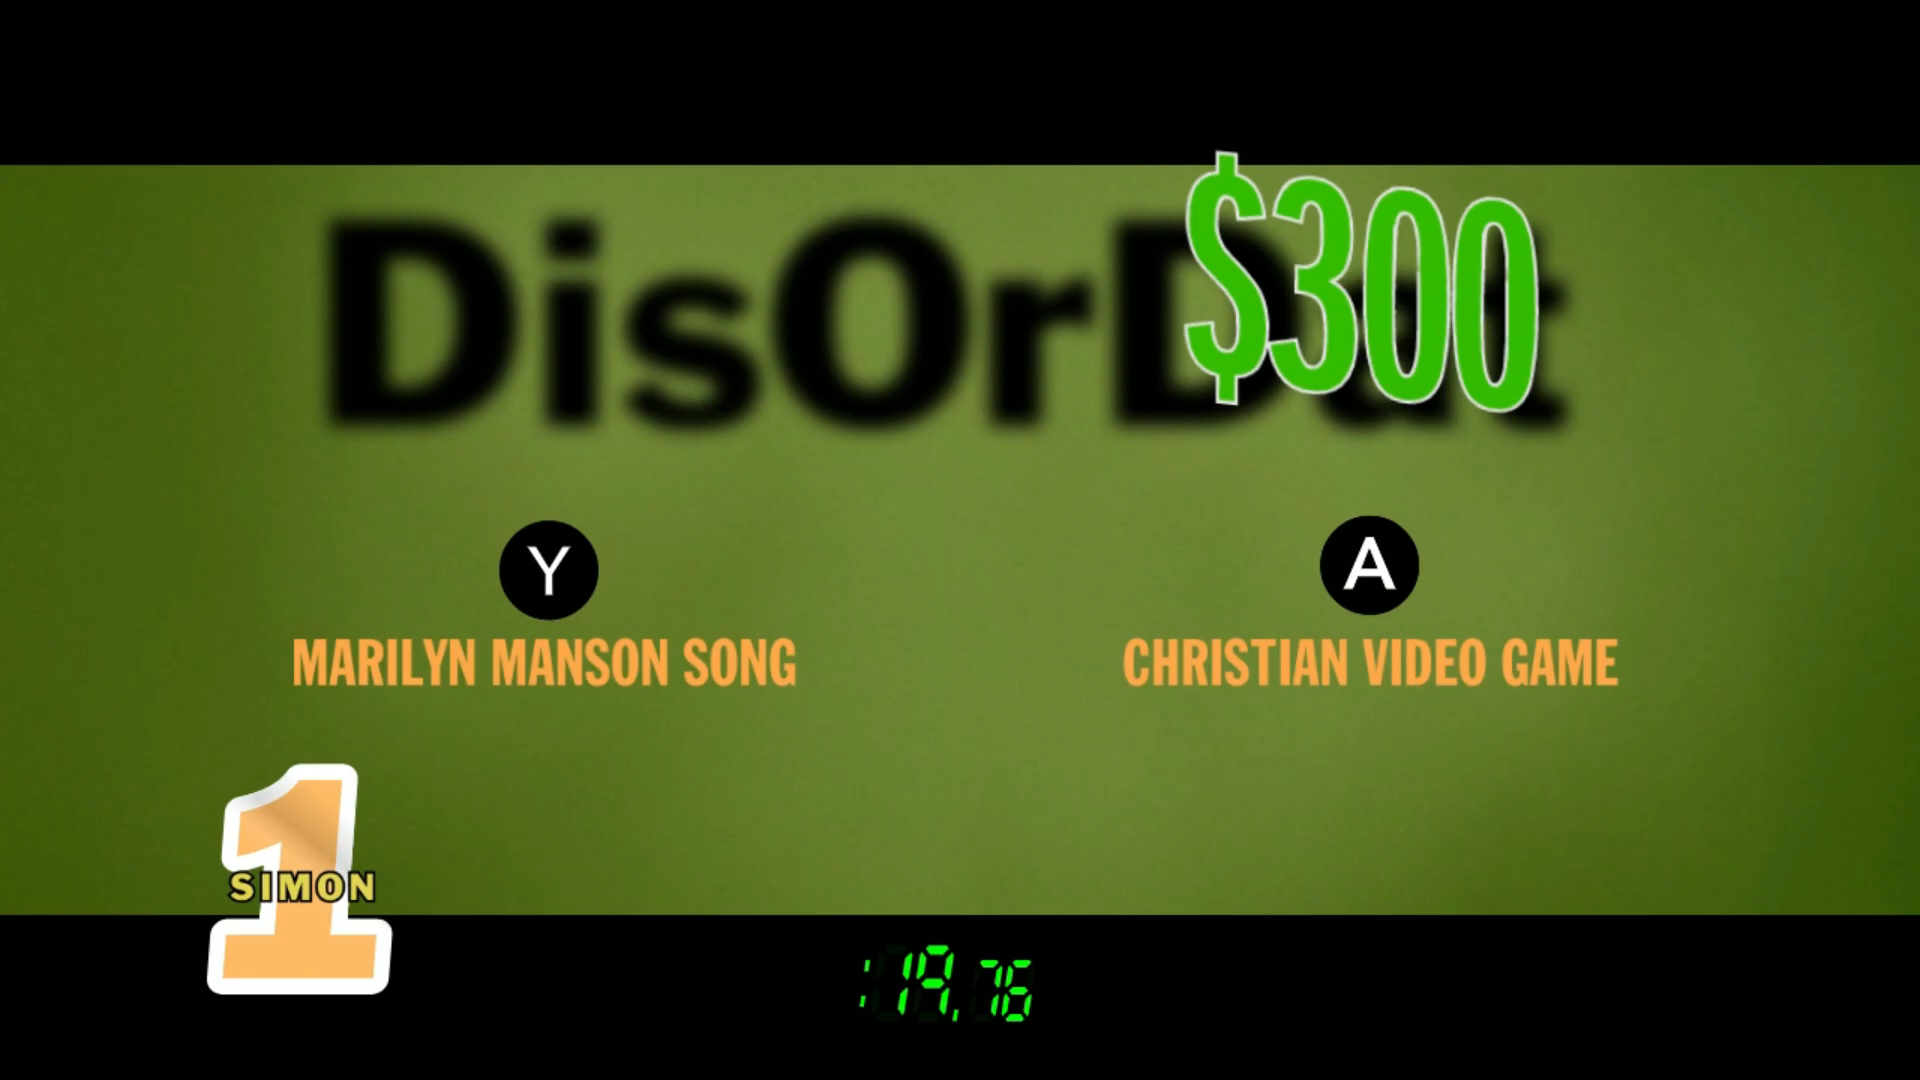 DisOrDat
$300
Y
A
MARILYN MANSON SONG
CHRISTIAN VIDEO GAME
1
SIMON
:19.76